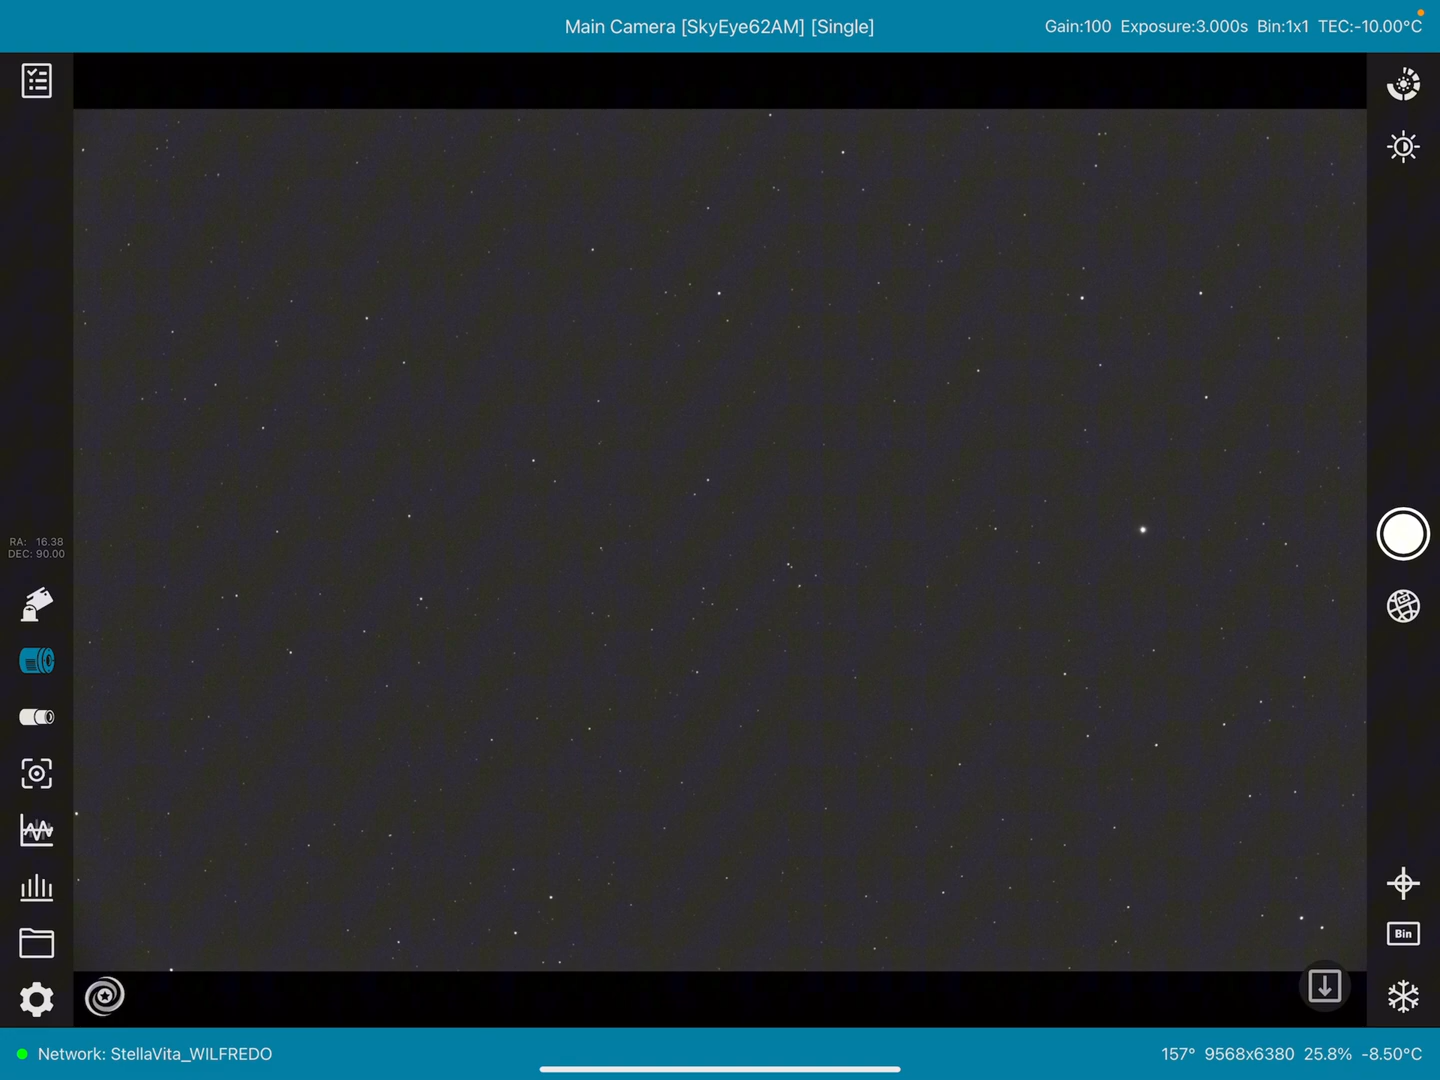 Main Camera [SkyEye62AM] [Single]
Gain:100 Exposure:3.000s Bin:1x1 TEC:-10.00°C
RA: 16.38
DEC: 90.00
Bin
Network: StellaVita_WILFREDO
157° 9568x6380 25.8% -8.50°C